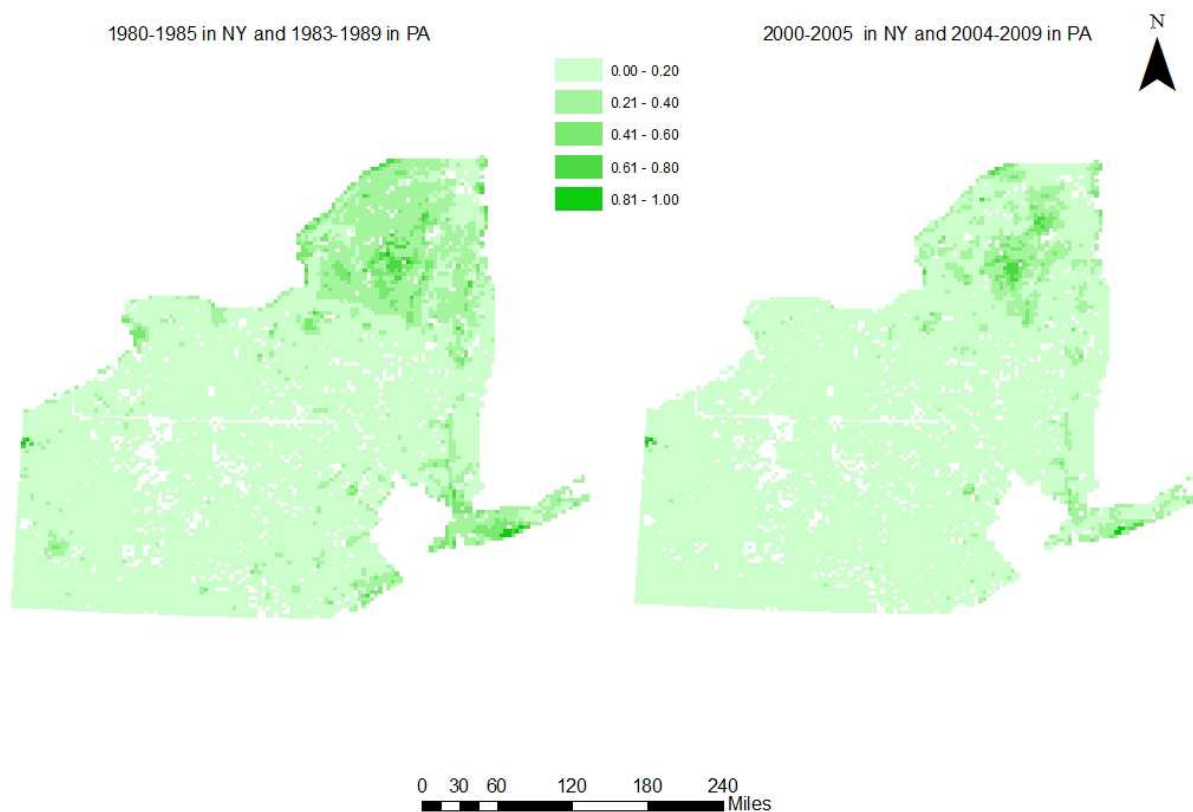 1980-1985 in NY and 1983-1989 in PA
2000-2005 in NY and 2004-2009 in PA
N
0.00 - 0.20
0.21 - 0.40
0.41 - 0.60
0.61 - 0.80
0.81 - 1.00
0 30 60 120 180 240
Miles